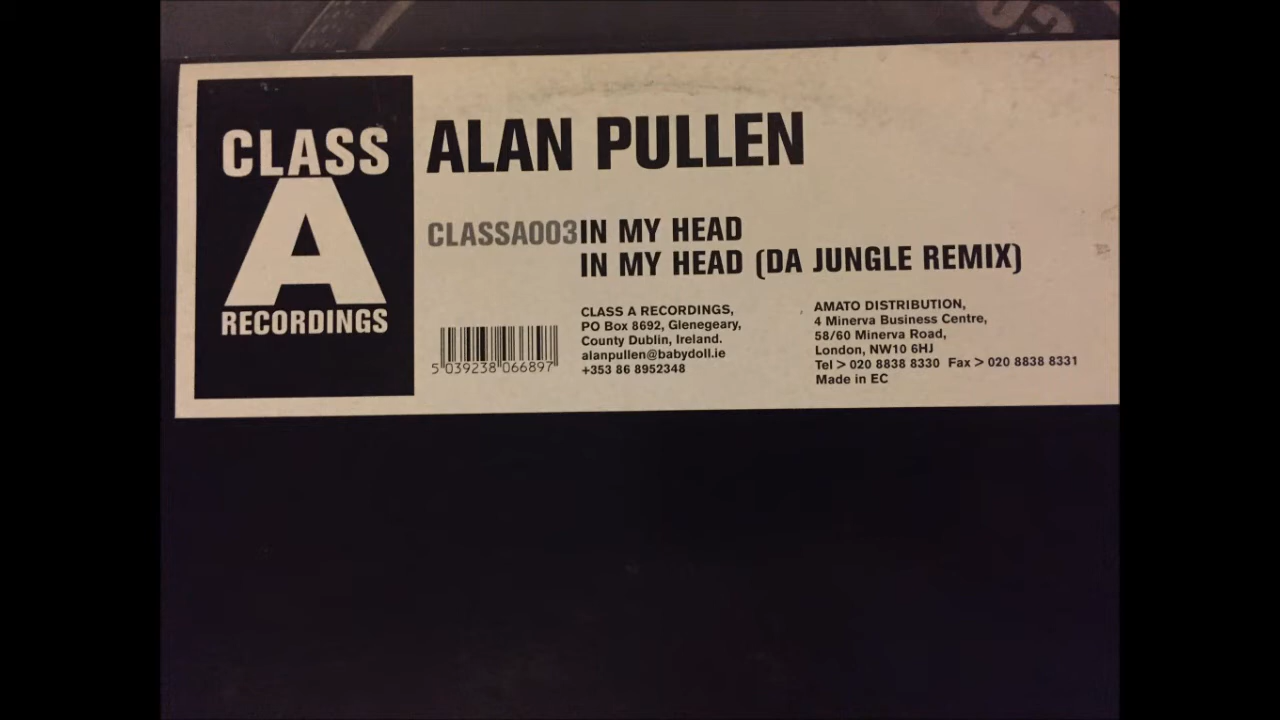 CLASS
A
RECORDINGS
ALAN PULLEN
CLASSA003 IN MY HEAD
IN MY HEAD (DA JUNGLE REMIX)
CLASS A RECORDINGS,
PO Box 8692, Glenegeary,
County Dublin, Ireland.
alanpullen@babydoll.ie
+353 86 8952348
AMATO DISTRIBUTION,
4 Minerva Business Centre,
58/60 Minerva Road,
London, NW10 6HJ
Tel > 020 8838 8330 Fax > 020 8838 8331
Made in EC
5 039238 066897